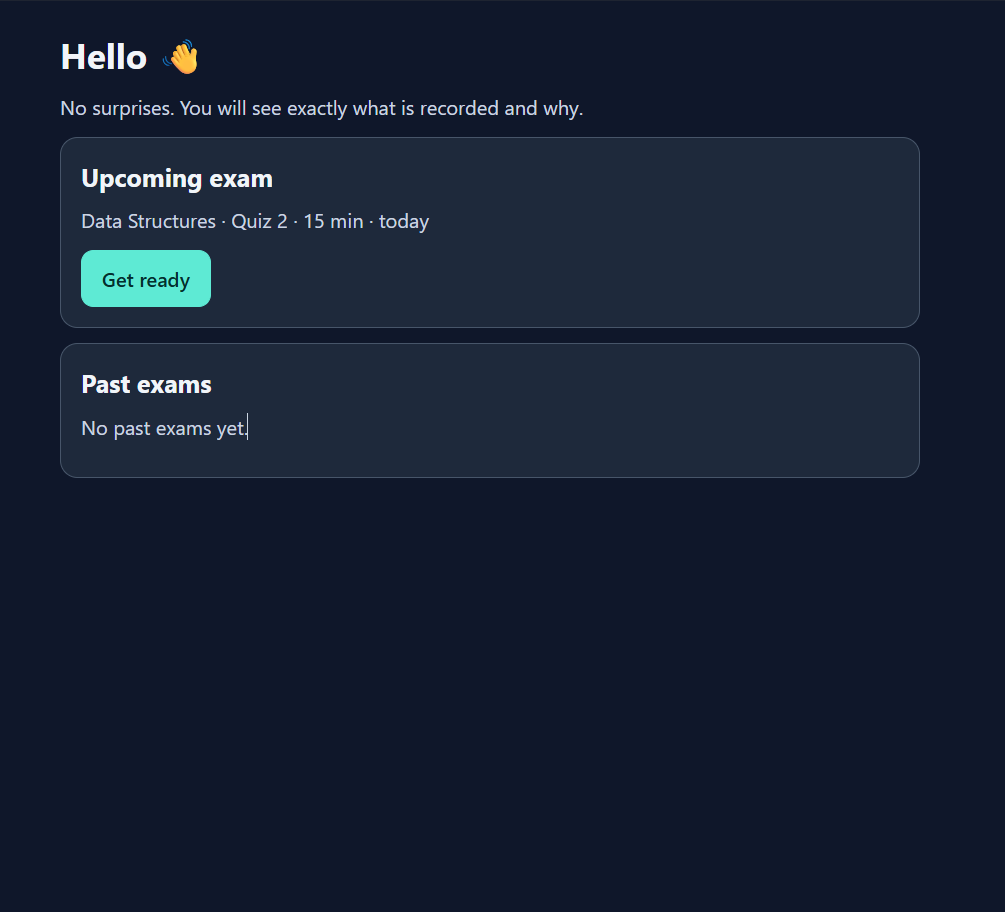 Hello 👋
No surprises. You will see exactly what is recorded and why.
Upcoming exam
Data Structures · Quiz 2 · 15 min · today
Get ready
Past exams
No past exams yet.